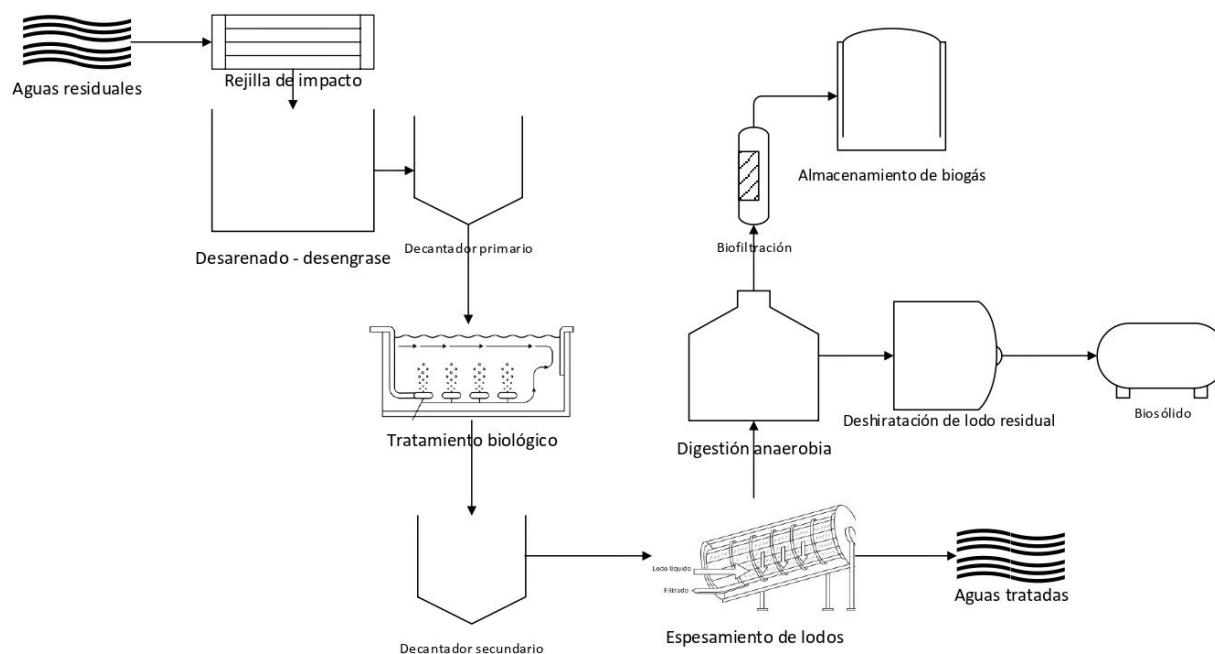 Aguas residuales
Rejilla de impacto
Desarenado - desengrase
Decantador primario
Tratamiento biológico
Decantador secundario
Lodo líquido
Filtrado
Espesamiento de lodos
Aguas tratadas
Digestión anaerobia
Biofiltración
Almacenamiento de biogás
Deshiratación de lodo residual
Biosólido